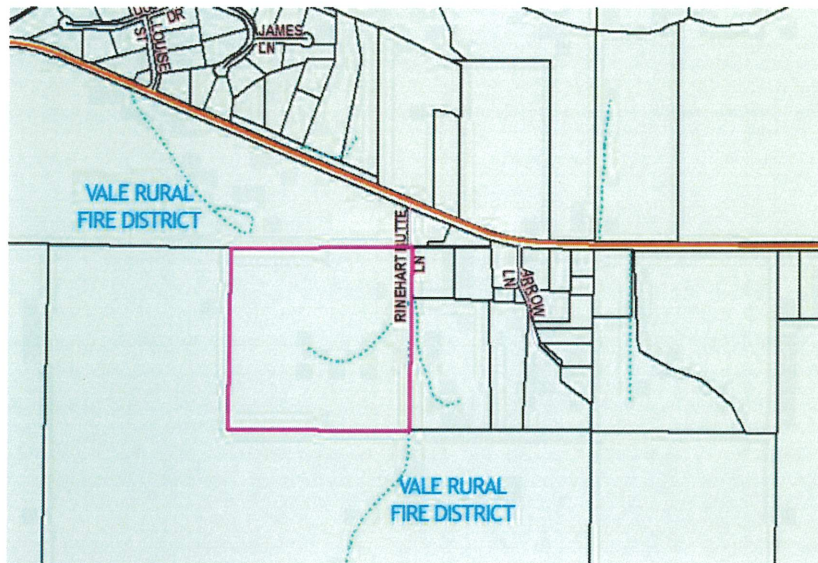 DR
LOUISE
ST
JAMES
LN
VALE RURAL
FIRE DISTRICT
RINEHART BUTTE
LN
ARROW
LN
VALE RURAL
FIRE DISTRICT